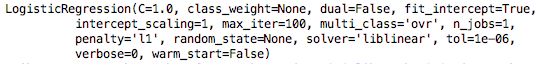 LogisticRegression(C=1.0, class_weight=None, dual=False, fit_intercept=True,
intercept_scaling=1, max_iter=100, multi_class='ovr', n_jobs=1,
penalty='l1', random_state=None, solver='liblinear', tol=1e-06,
verbose=0, warm_start=False)